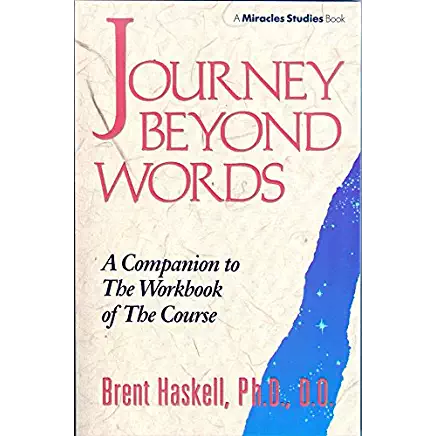 A Miracles Studies Book
JOURNEY
BEYOND
WORDS
A Companion to
The Workbook
of The Course
Brent Haskell, Ph.D., D.O.